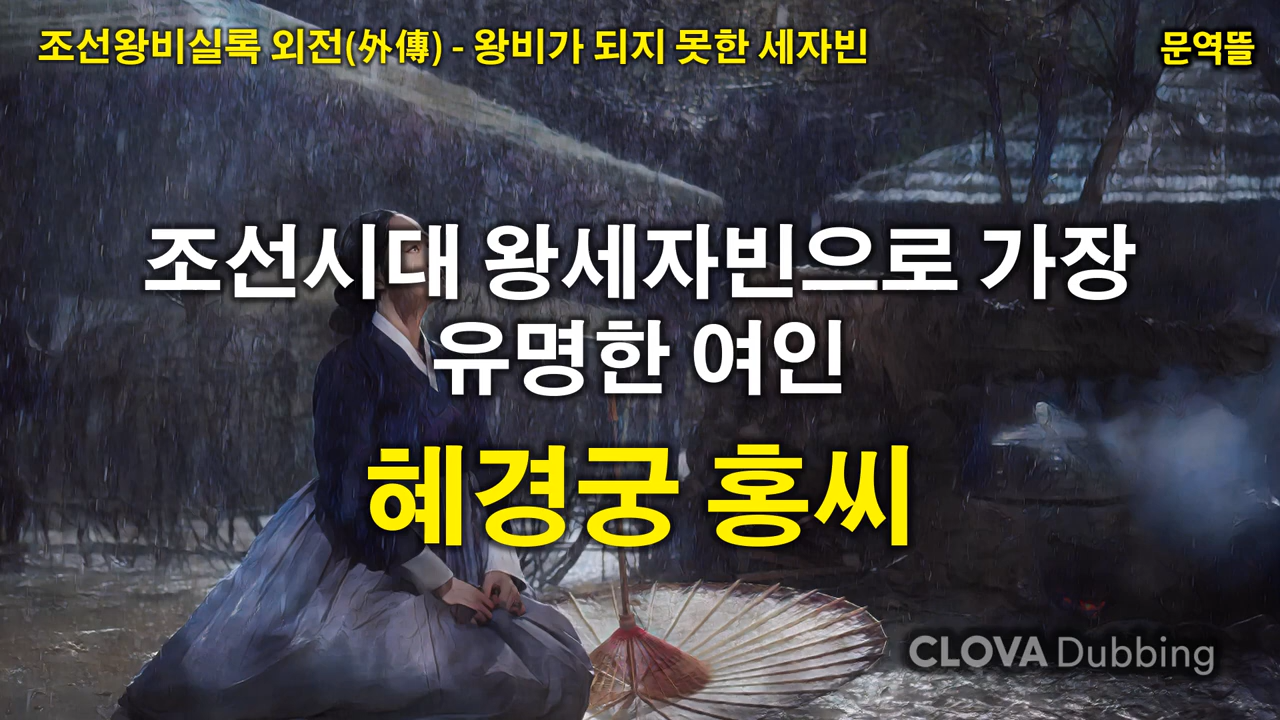 조선왕비실록 외전(外傳) - 왕비가 되지 못한 세자빈
문역뜰
조선시대 왕세자빈으로 가장
유명한 여인
혜경궁 홍씨
CLOVA Dubbing